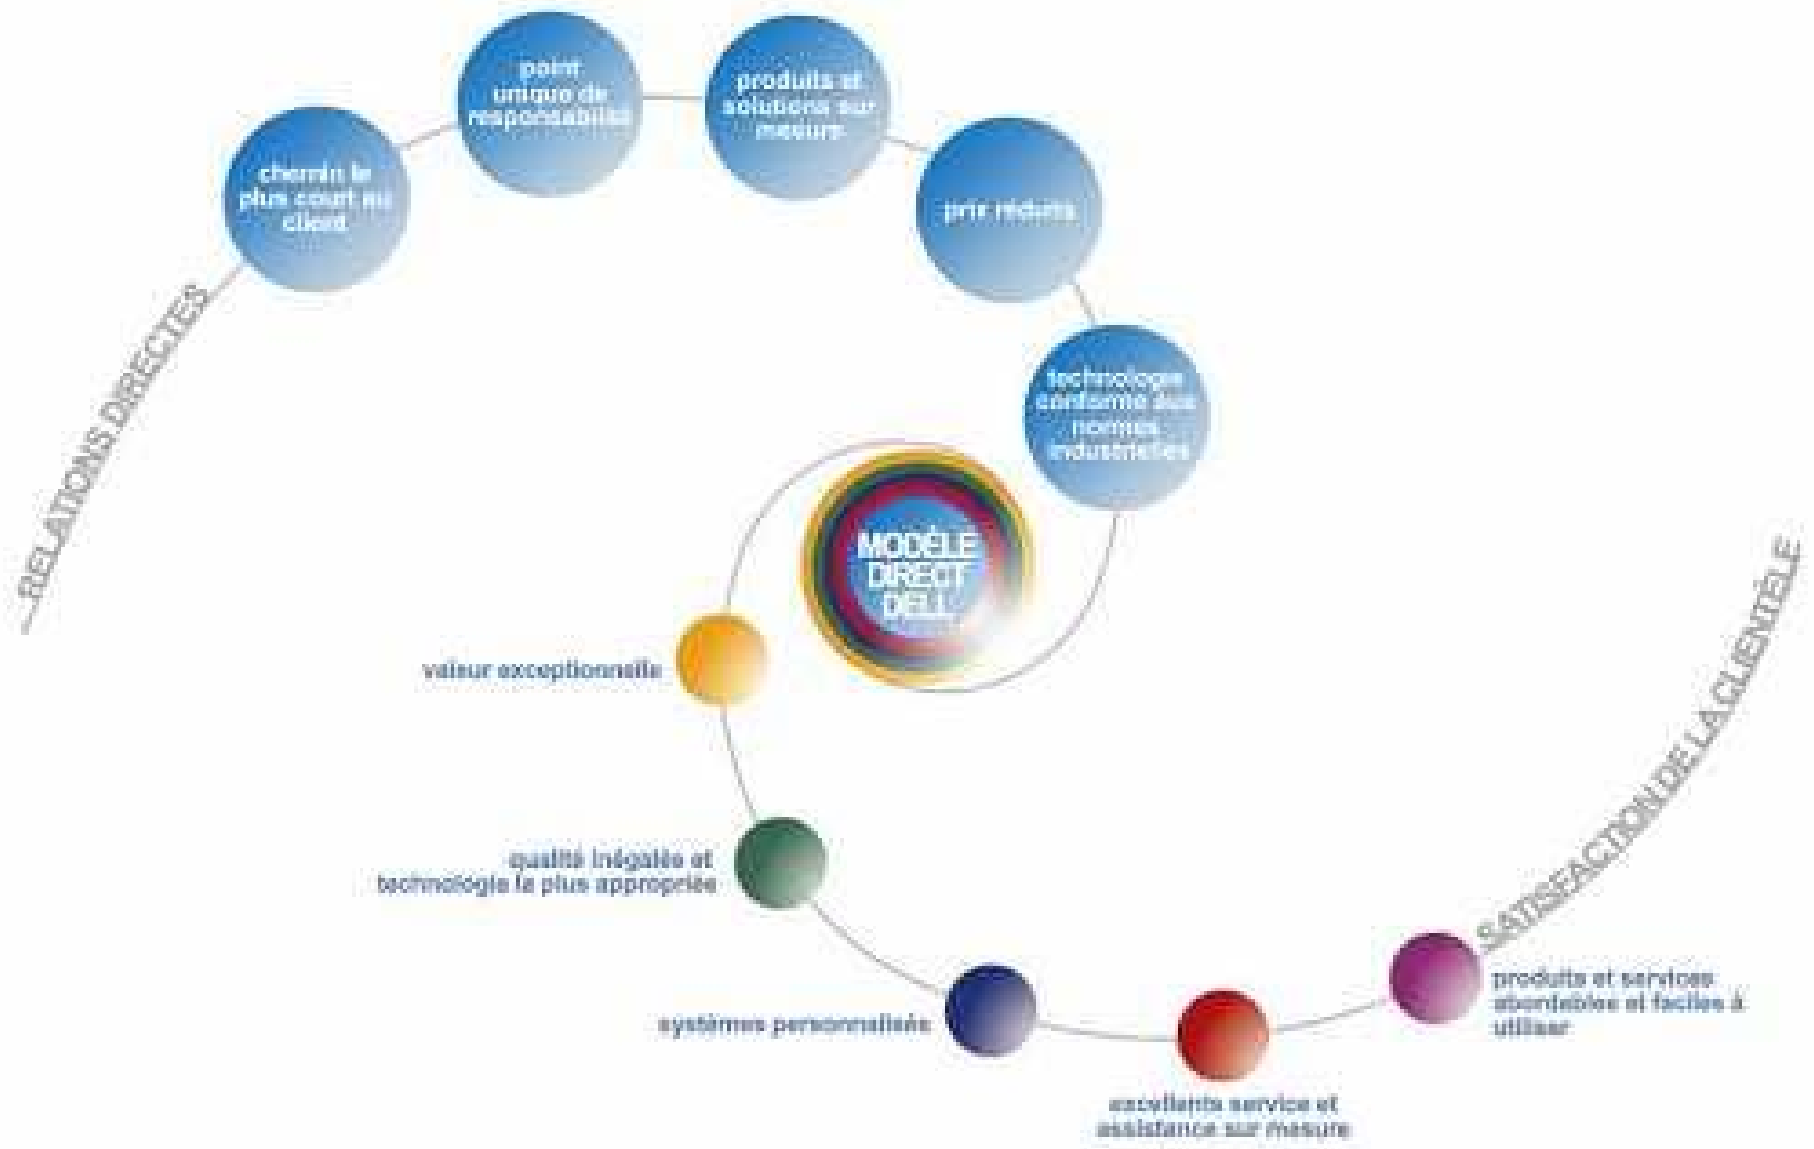 RELATIONS DIRECTES
chemin le
plus court au
client
point
unique de
responsabilité
produits et
solutions sur
mesure
prix réduits
technologie
conforme aux
normes
industrielles
MODÈLE
DIRECT
DELL
valeur exceptionnelle
qualité inégalée et
technologie la plus appropriée
systèmes personnalisés
excellents service et
assistance sur mesure
produits et services
abordables et faciles à
utiliser
SATISFACTION DE LA CLIENTÈLE